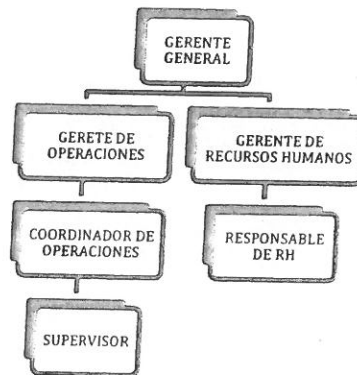 GERENTE
GENERAL
GERETE DE
OPERACIONES
GERENTE DE
RECURSOS HUMANOS
COORDINADOR DE
OPERACIONES
RESPONSABLE
DE RH
SUPERVISOR